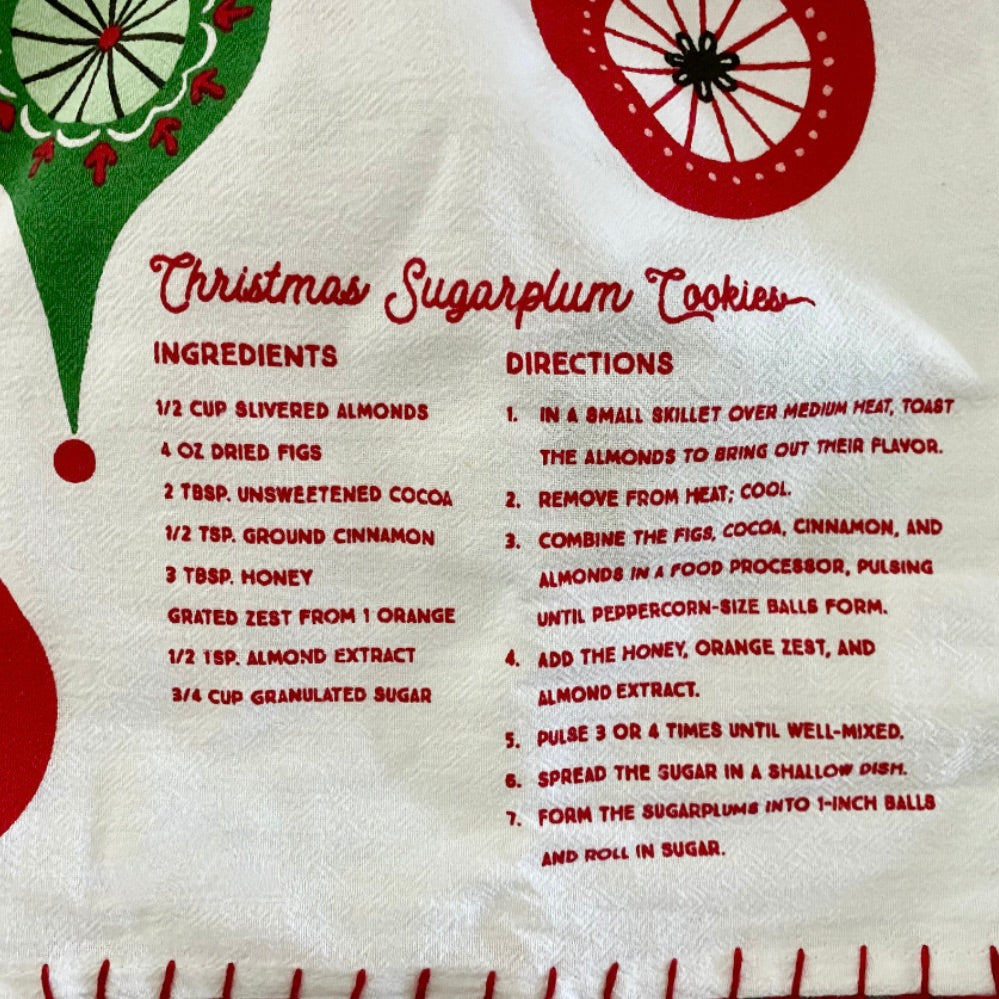 Christmas Sugarplum Cookies
INGREDIENTS
1/2 CUP SLIVERED ALMONDS
4 OZ DRIED FIGS
2 TBSP. UNSWEETENED COCOA
1/2 TSP. GROUND CINNAMON
3 TBSP. HONEY
GRATED ZEST FROM 1 ORANGE
1/2 TSP. ALMOND EXTRACT
3/4 CUP GRANULATED SUGAR
DIRECTIONS
1. IN A SMALL SKILLET OVER MEDIUM HEAT, TOAST
THE ALMONDS TO BRING OUT THEIR FLAVOR.
2. REMOVE FROM HEAT; COOL.
3. COMBINE THE FIGS, COCOA, CINNAMON, AND
ALMONDS IN A FOOD PROCESSOR, PULSING
UNTIL PEPPERCORN-SIZE BALLS FORM.
4. ADD THE HONEY, ORANGE ZEST, AND
ALMOND EXTRACT.
5. PULSE 3 OR 4 TIMES UNTIL WELL-MIXED.
6. SPREAD THE SUGAR IN A SHALLOW DISH.
7. FORM THE SUGARPLUMS INTO 1-INCH BALLS
AND ROLL IN SUGAR.